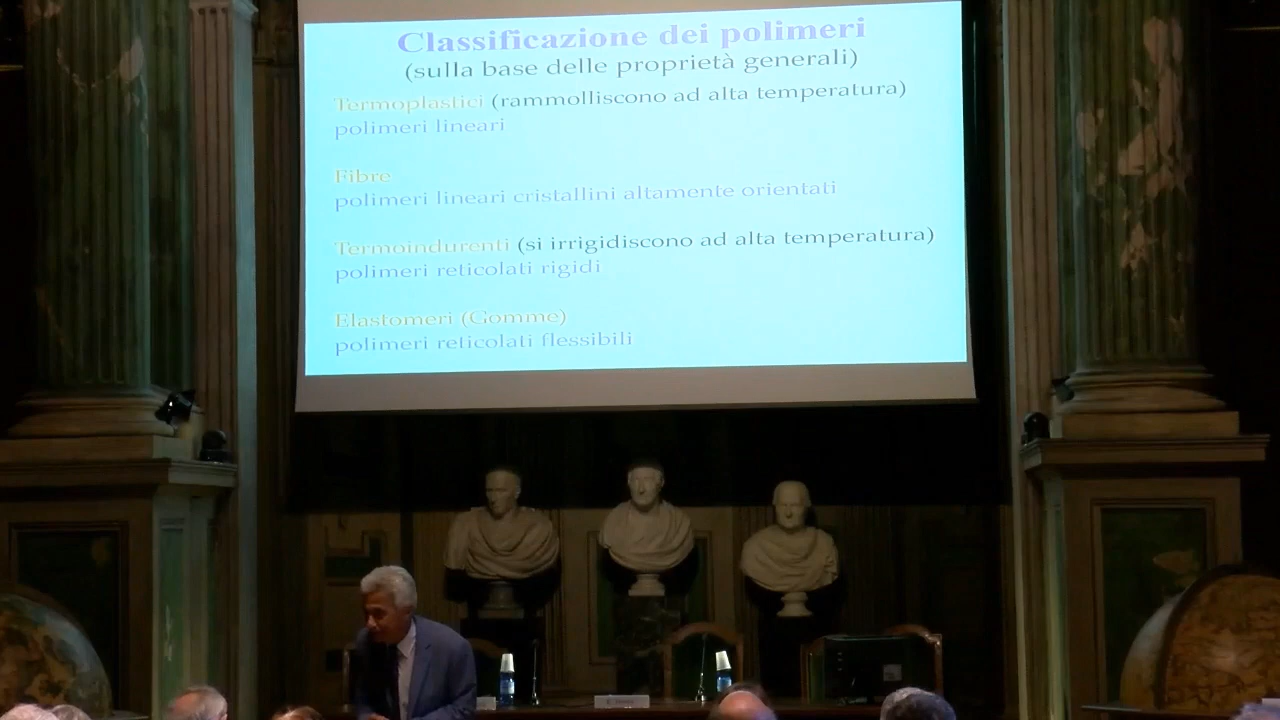 Classificazione dei polimeri
(sulla base delle proprietà generali)
Termoplastici (rammolliscono ad alta temperatura)
polimeri lineari
Fibre
polimeri lineari cristallini altamente orientati
Termoindurenti (si irrigidiscono ad alta temperatura)
polimeri reticolati rigidi
Elastomeri (Gomme)
polimeri reticolati flessibili